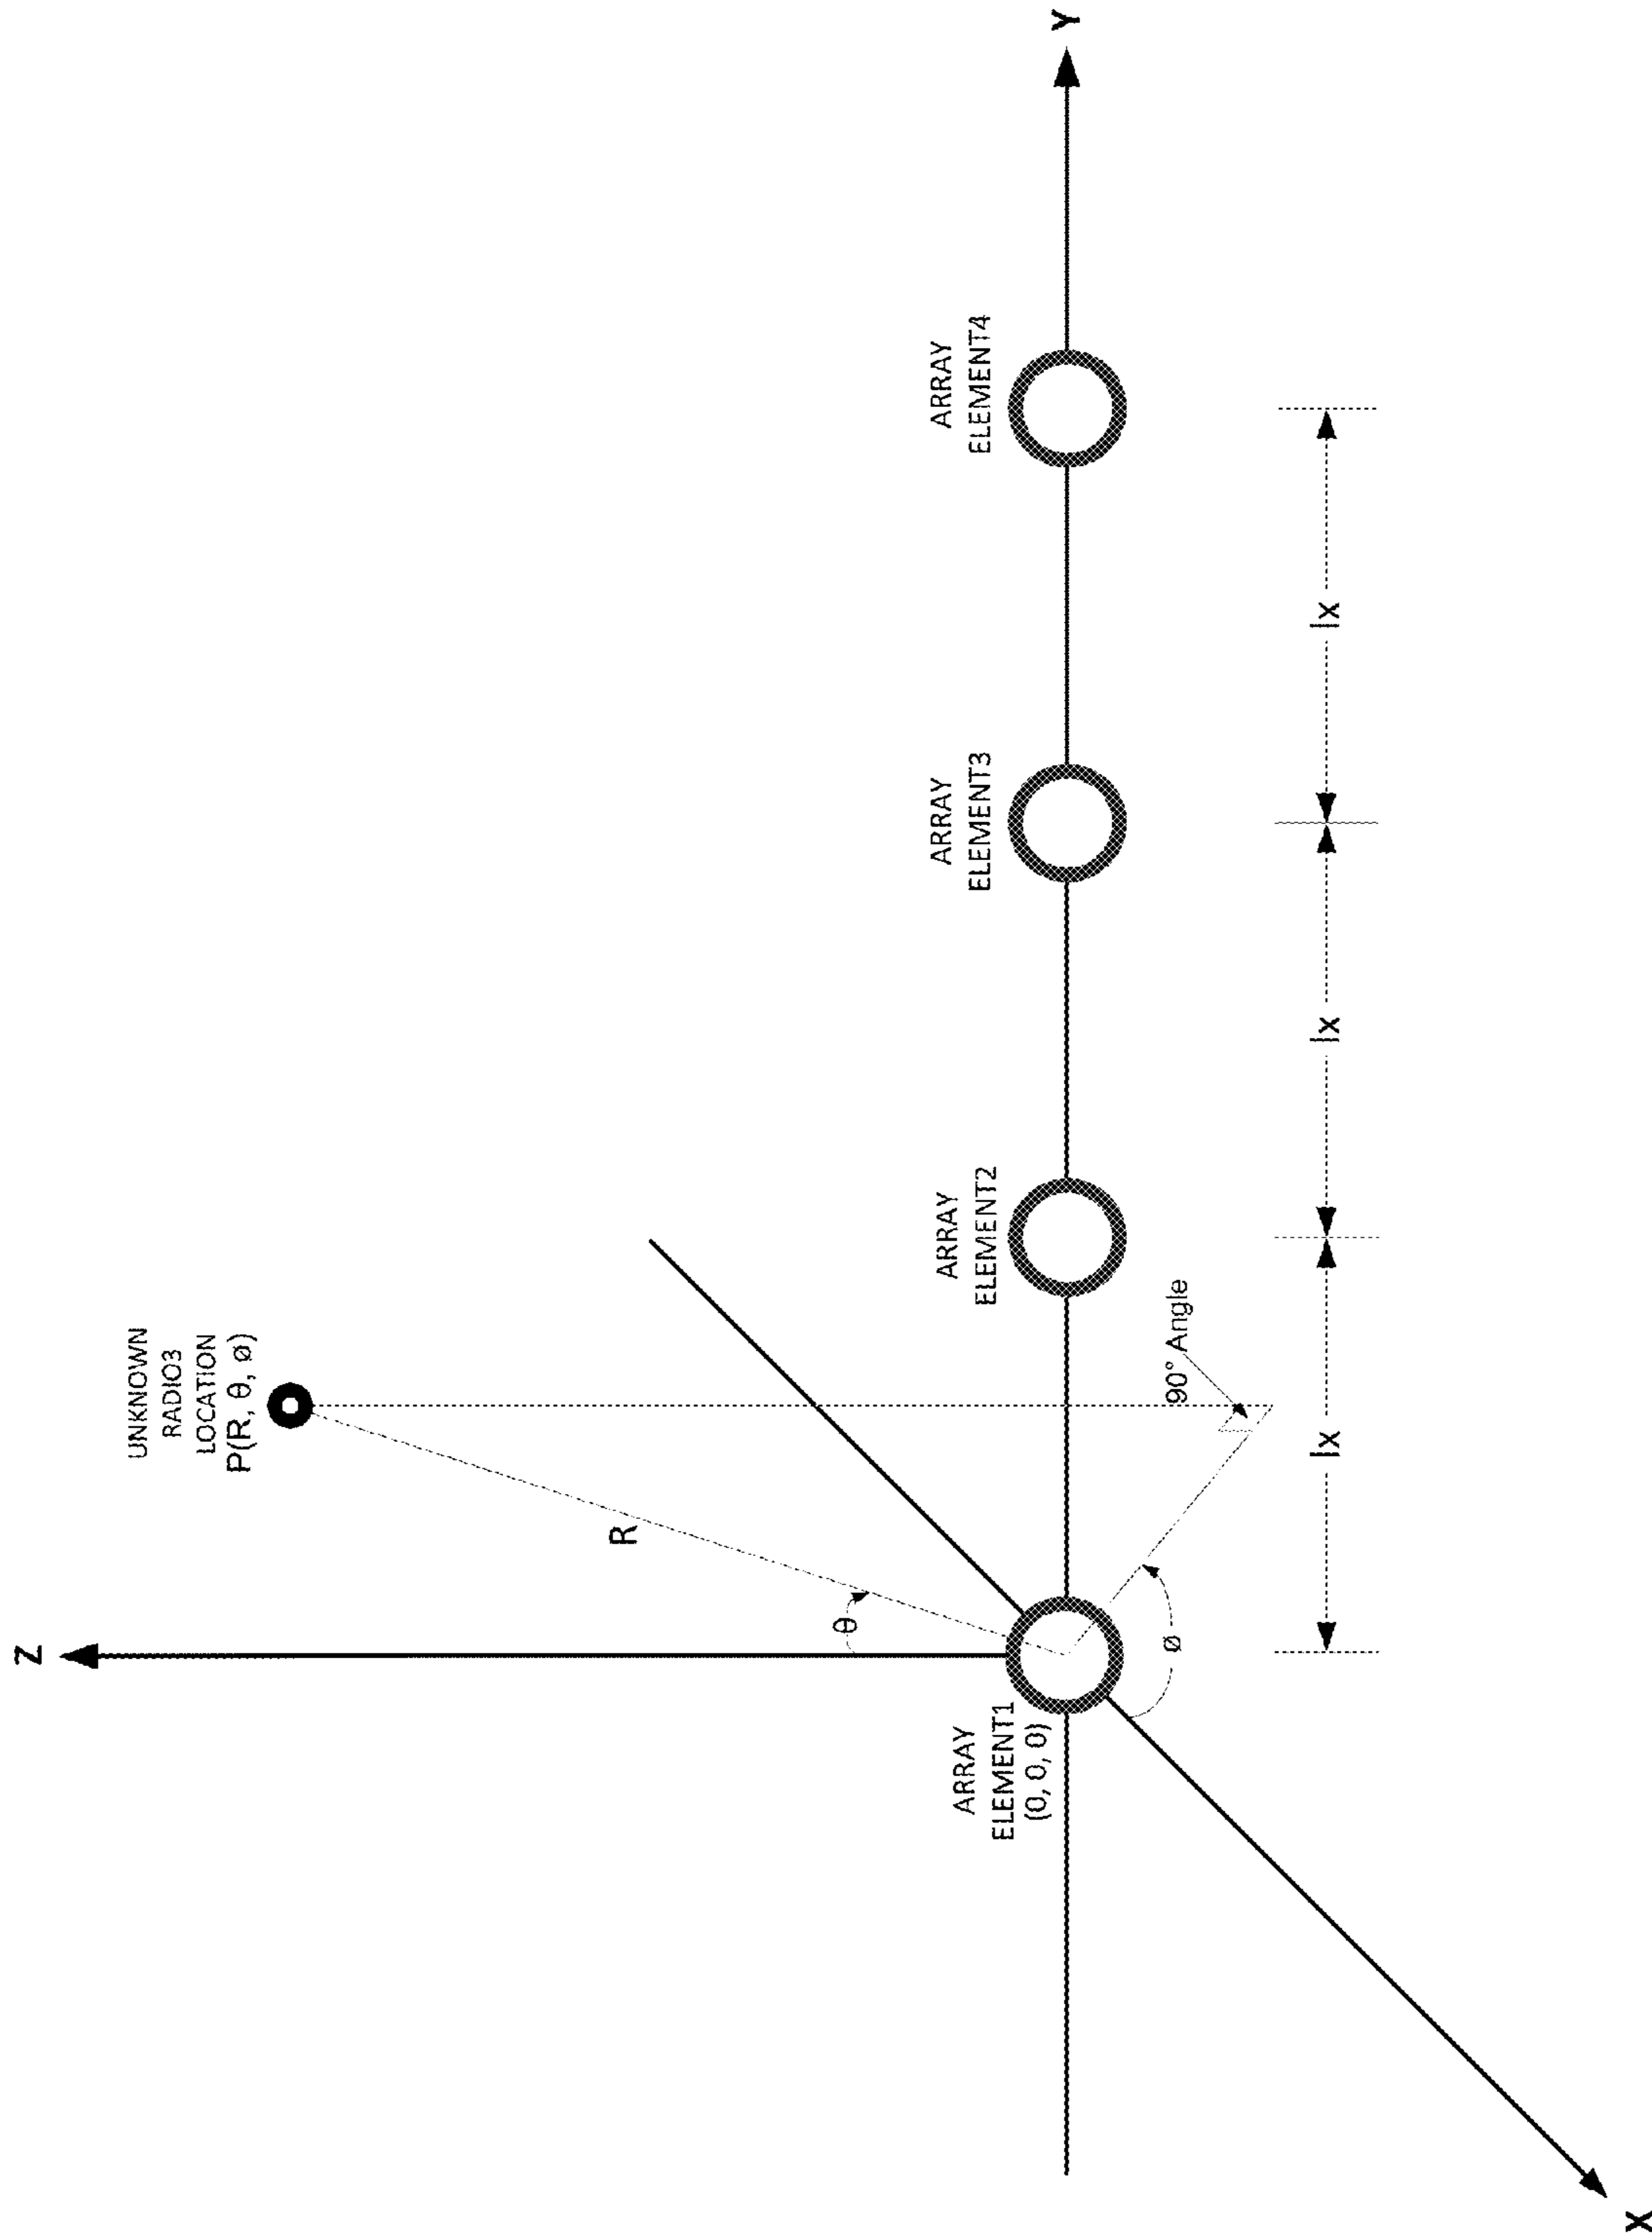 Z
UNKNOWN
RADIO3
LOCATION
P(R, θ, ø)
R
θ
ARRAY
ELEMENT1
(0, 0, 0)
ARRAY
ELEMENT2
ARRAY
ELEMENT3
ARRAY
ELEMENT4
Y
90° Angle
ø
lx
lx
lx
X